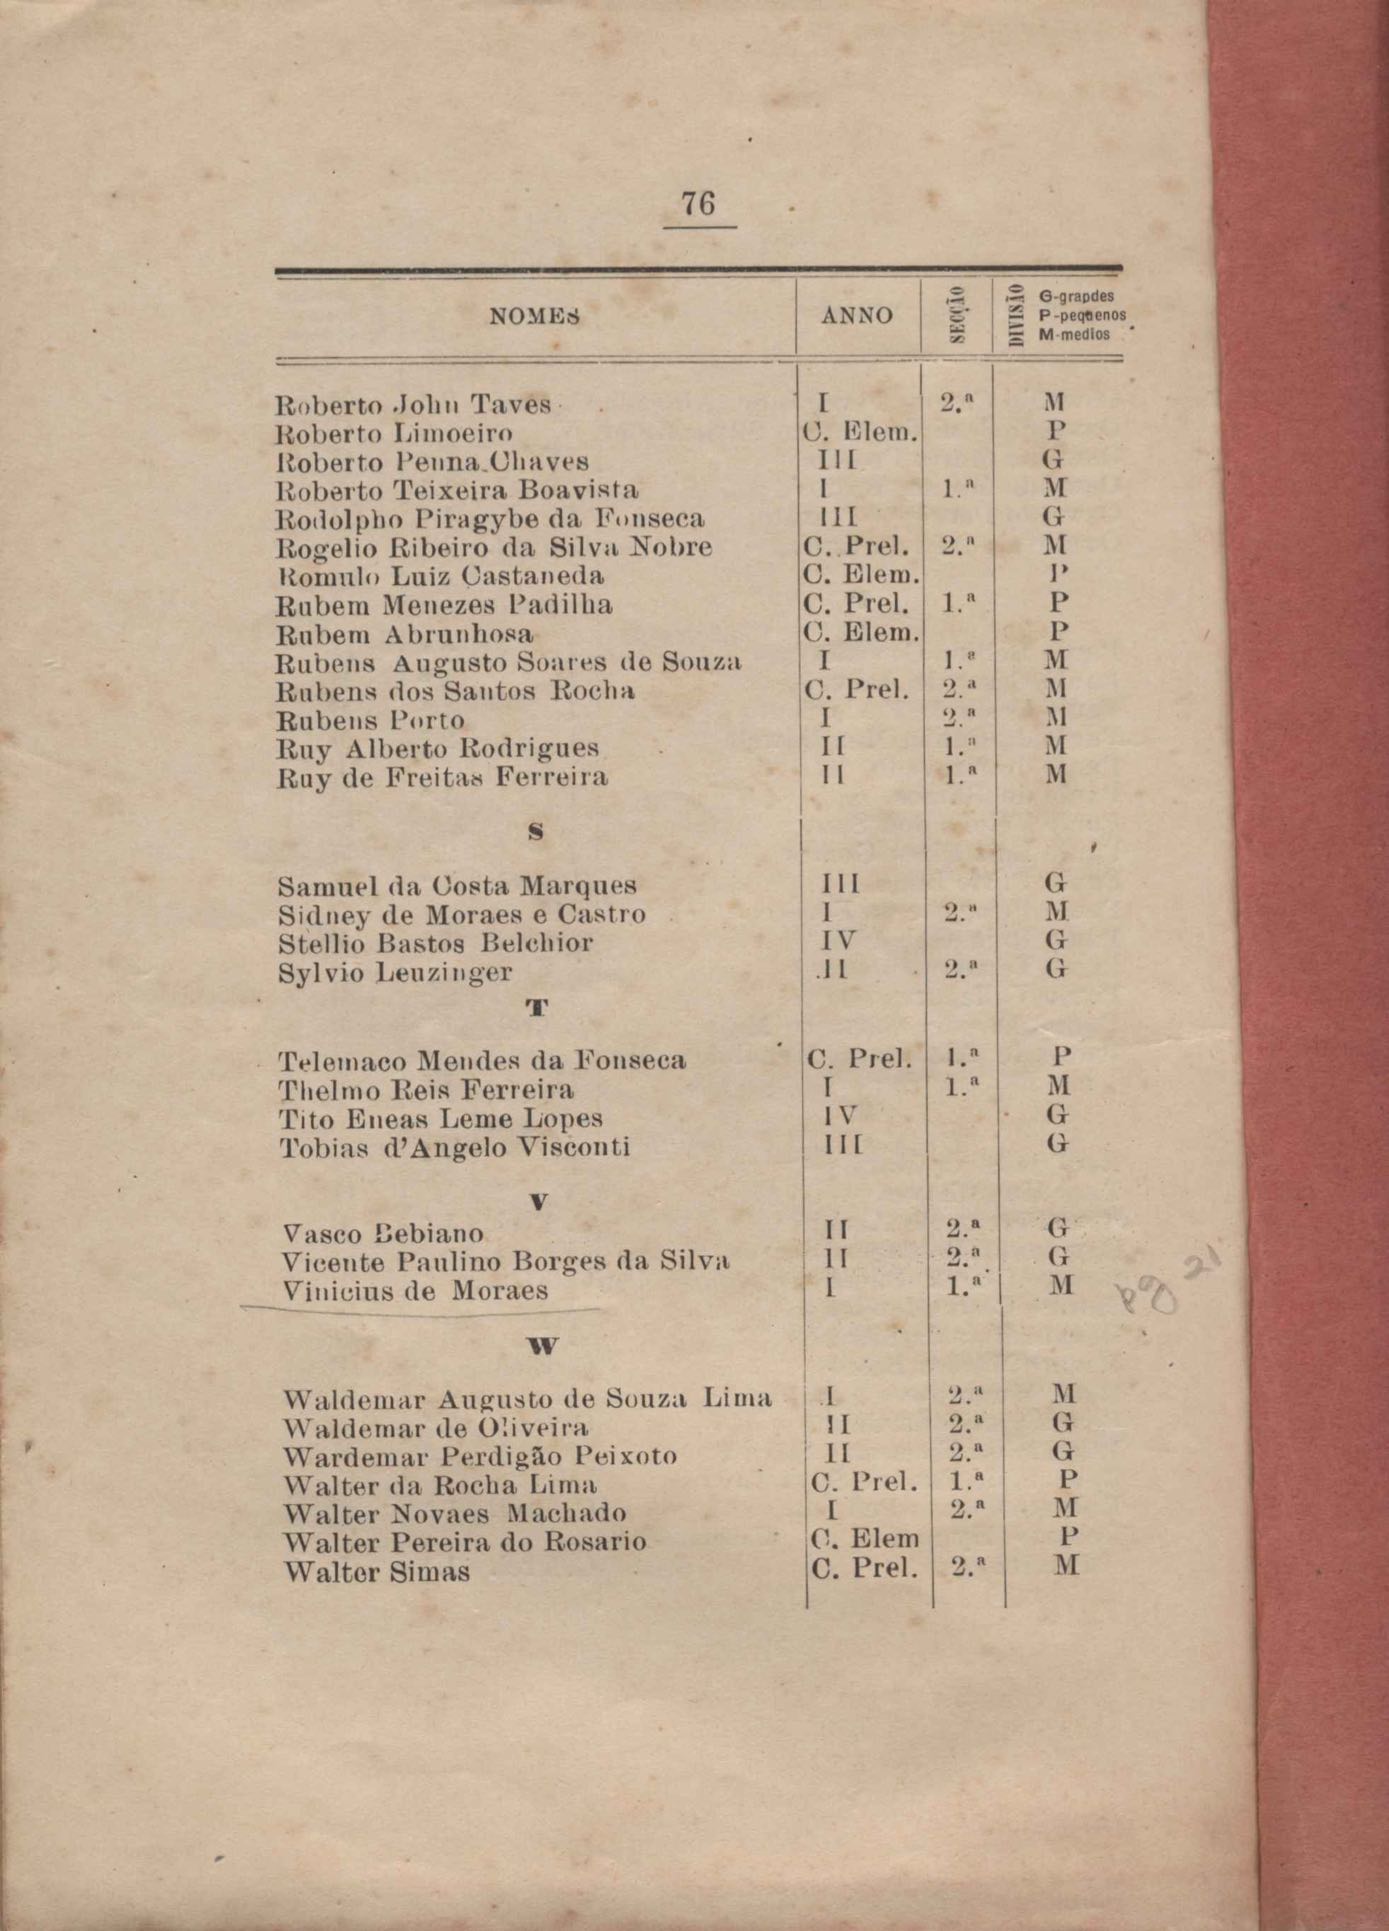 76
NOMES ANNO SECÇÃO DIVISÃO G-grandes P-pequenos M-medios
Roberto John Taves I 2.ª M
Roberto Limoeiro C. Elem. P
Roberto Penna Chaves III G
Roberto Teixeira Boavista I 1.ª M
Rodolpho Piragybe da Fonseca III G
Rogelio Ribeiro da Silva Nobre C. Prel. 2.ª M
Romulo Luiz Castaneda C. Elem. P
Rubem Menezes Padilha C. Prel. 1.ª P
Rubem Abrunhosa C. Elem. P
Rubens Augusto Soares de Souza I 1.ª M
Rubens dos Santos Rocha C. Prel. 2.ª M
Rubens Porto I 2.ª M
Ruy Alberto Rodrigues II 1.ª M
Ruy de Freitas Ferreira II 1.ª M
S
Samuel da Costa Marques III G
Sidney de Moraes e Castro I 2.ª M
Stellio Bastos Belchior IV G
Sylvio Leuzinger II 2.ª G
T
Telemaco Mendes da Fonseca C. Prel. 1.ª P
Thelmo Reis Ferreira I 1.ª M
Tito Eneas Leme Lopes IV G
Tobias d'Angelo Visconti III G
V
Vasco Bebiano II 2.ª G
Vicente Paulino Borges da Silva II 2.ª G
Vinicius de Moraes I 1.ª M pg 21
W
Waldemar Augusto de Souza Lima I 2.ª M
Waldemar de Oliveira II 2.ª G
Wardemar Perdigão Peixoto II 2.ª G
Walter da Rocha Lima C. Prel. 1.ª P
Walter Novaes Machado I 2.ª M
Walter Pereira do Rosario C. Elem P
Walter Simas C. Prel. 2.ª M